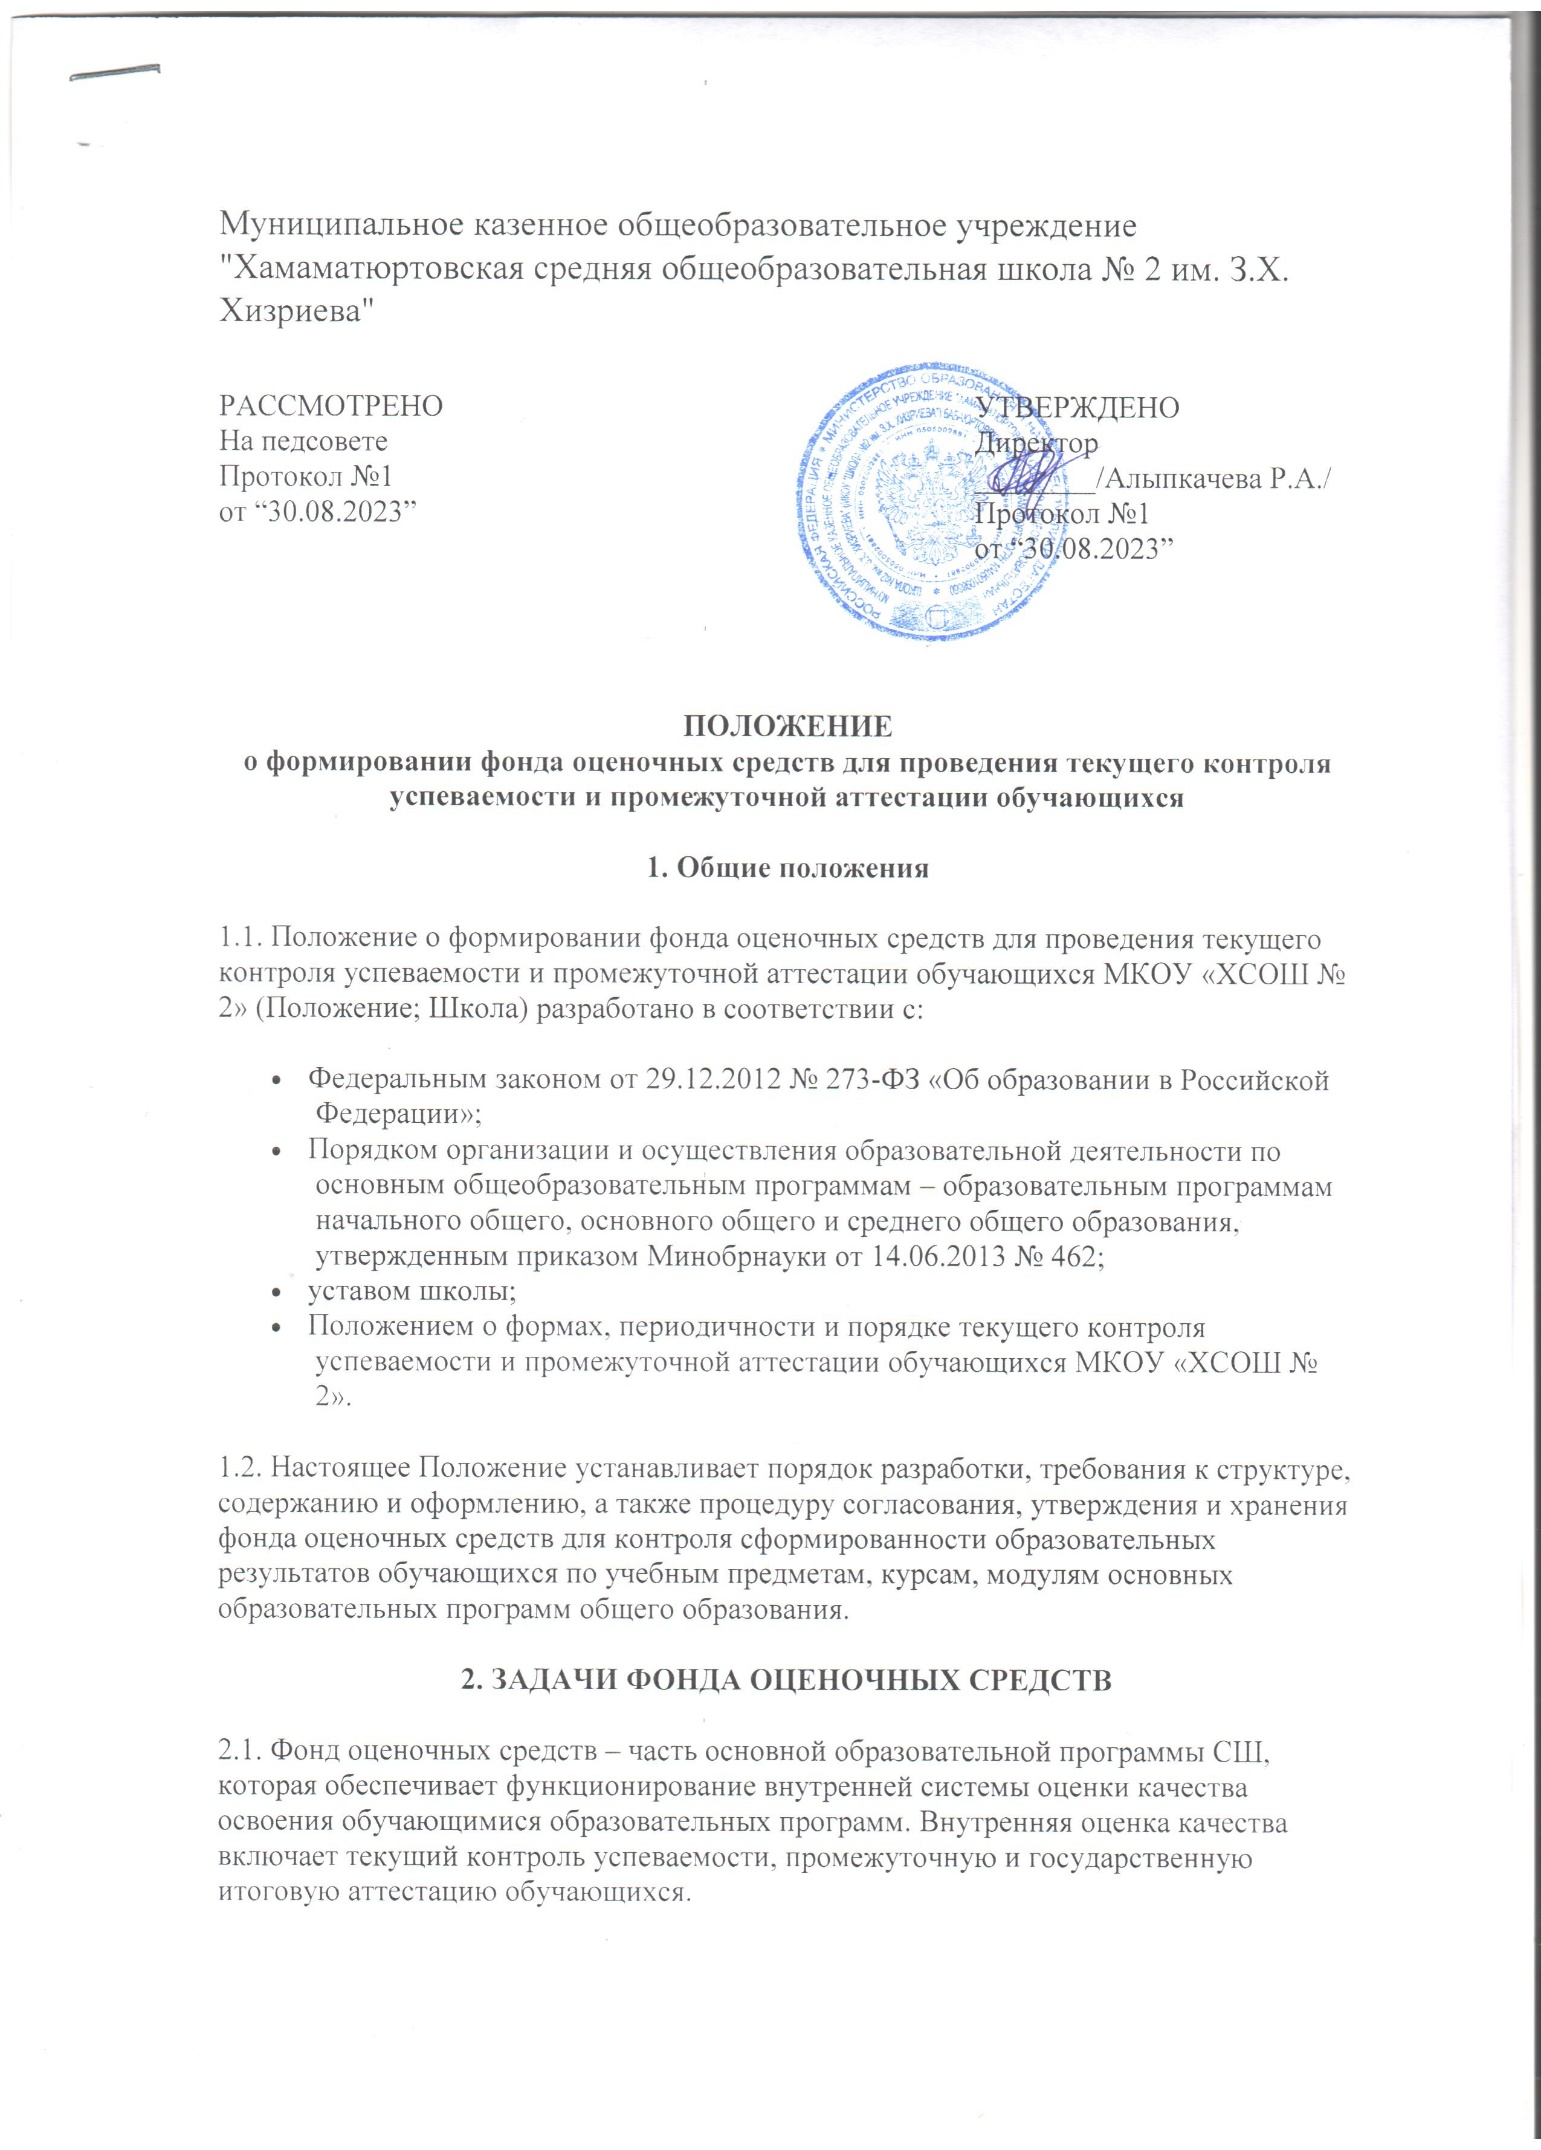 Муниципальное казенное общеобразовательное учреждение
"Хамаматюртовская средняя общеобразовательная школа № 2 им. З.Х.
Хизриева"
РАССМОТРЕНО
На педсовете
Протокол №1
от “30.08.2023”
УТВЕРЖДЕНО
Директор
________/Алыпкачева Р.А./
Протокол №1
от “30.08.2023”
РОССИЙСКАЯ ФЕДЕРАЦИЯ * МИНИСТЕРСТВО ОБРАЗОВАНИЯ
ПОЛОЖЕНИЕ
о формировании фонда оценочных средств для проведения текущего контроля
успеваемости и промежуточной аттестации обучающихся
1. Общие положения
1.1. Положение о формировании фонда оценочных средств для проведения текущего
контроля успеваемости и промежуточной аттестации обучающихся МКОУ «ХСОШ №
2» (Положение; Школа) разработано в соответствии с:
• Федеральным законом от 29.12.2012 № 273-ФЗ «Об образовании в Российской
Федерации»;
• Порядком организации и осуществления образовательной деятельности по
основным общеобразовательным программам – образовательным программам
начального общего, основного общего и среднего общего образования,
утвержденным приказом Минобрнауки от 14.06.2013 № 462;
• уставом школы;
• Положением о формах, периодичности и порядке текущего контроля
успеваемости и промежуточной аттестации обучающихся МКОУ «ХСОШ №
2».
1.2. Настоящее Положение устанавливает порядок разработки, требования к структуре,
содержанию и оформлению, а также процедуру согласования, утверждения и хранения
фонда оценочных средств для контроля сформированности образовательных
результатов обучающихся по учебным предметам, курсам, модулям основных
образовательных программ общего образования.
2. ЗАДАЧИ ФОНДА ОЦЕНОЧНЫХ СРЕДСТВ
2.1. Фонд оценочных средств – часть основной образовательной программы СШ,
которая обеспечивает функционирование внутренней системы оценки качества
освоения обучающимися образовательных программ. Внутренняя оценка качества
включает текущий контроль успеваемости, промежуточную и государственную
итоговую аттестацию обучающихся.